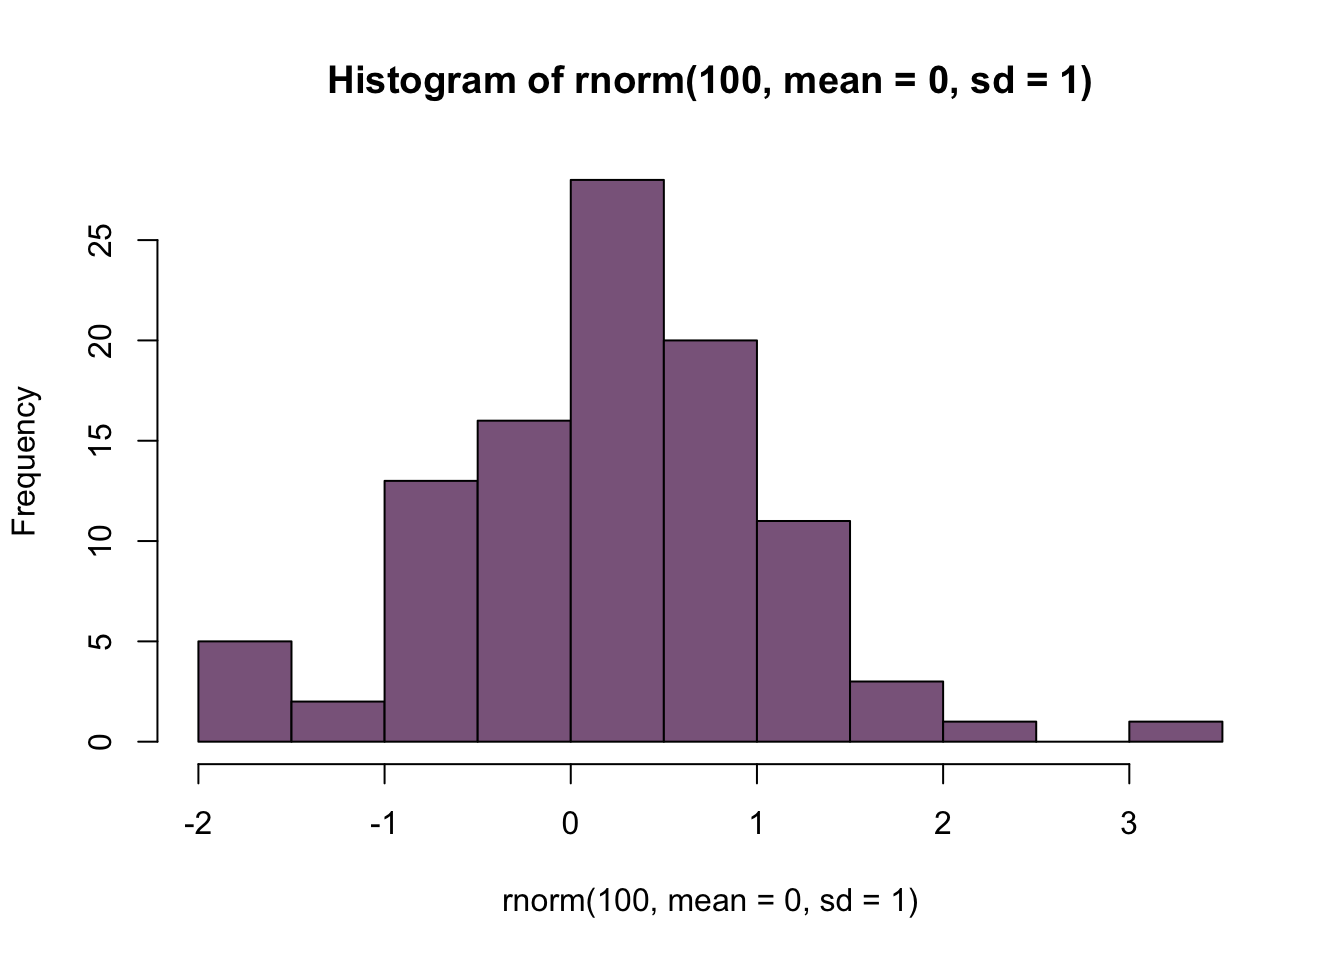 Histogram of rnorm(100, mean = 0, sd = 1)
Frequency
25
20
15
10
5
0
-2 -1 0 1 2 3
rnorm(100, mean = 0, sd = 1)